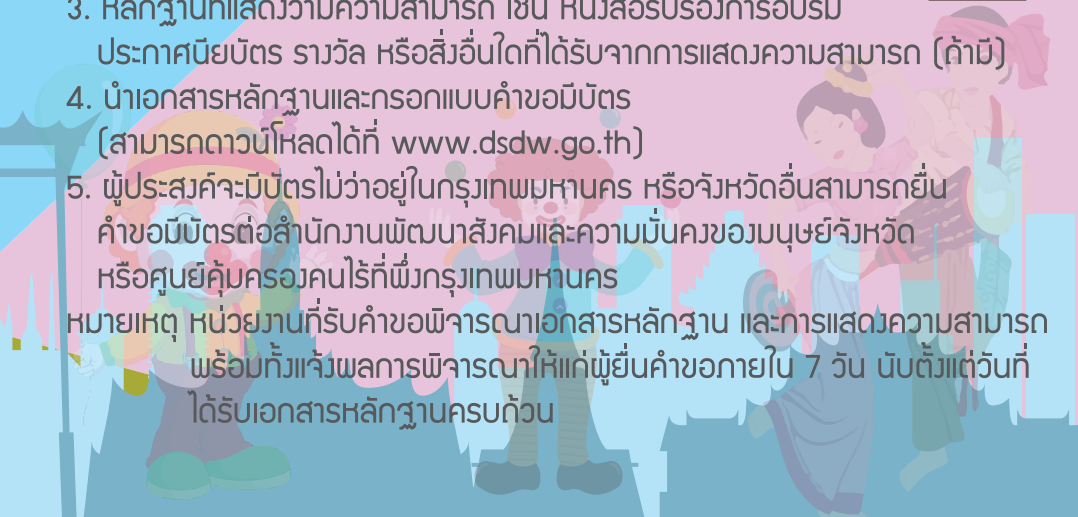 3. หลักฐานที่แสดงว่ามีความสามารถ เช่น หนังสือรับรองการอบรม
ประกาศนียบัตร รางวัล หรือสิ่งอื่นใดที่ได้รับจากการแสดงความสามารถ (ถ้ามี)
4. นำเอกสารหลักฐานและกรอกแบบคำขอมีบัตร
(สามารถดาวน์โหลดได้ที่ www.dsdw.go.th)
5. ผู้ประสงค์จะมีบัตรไม่ว่าอยู่ในกรุงเทพมหานคร หรือจังหวัดอื่นสามารถยื่น
คำขอมีบัตรต่อสำนักงานพัฒนาสังคมและความมั่นคงของมนุษย์จังหวัด
หรือศูนย์คุ้มครองคนไร้ที่พึ่งกรุงเทพมหานคร
หมายเหตุ หน่วยงานที่รับคำขอพิจารณาเอกสารหลักฐาน และการแสดงความสามารถ
พร้อมทั้งแจ้งผลการพิจารณาให้แก่ผู้ยื่นคำขอภายใน 7 วัน นับตั้งแต่วันที่
ได้รับเอกสารหลักฐานครบถ้วน